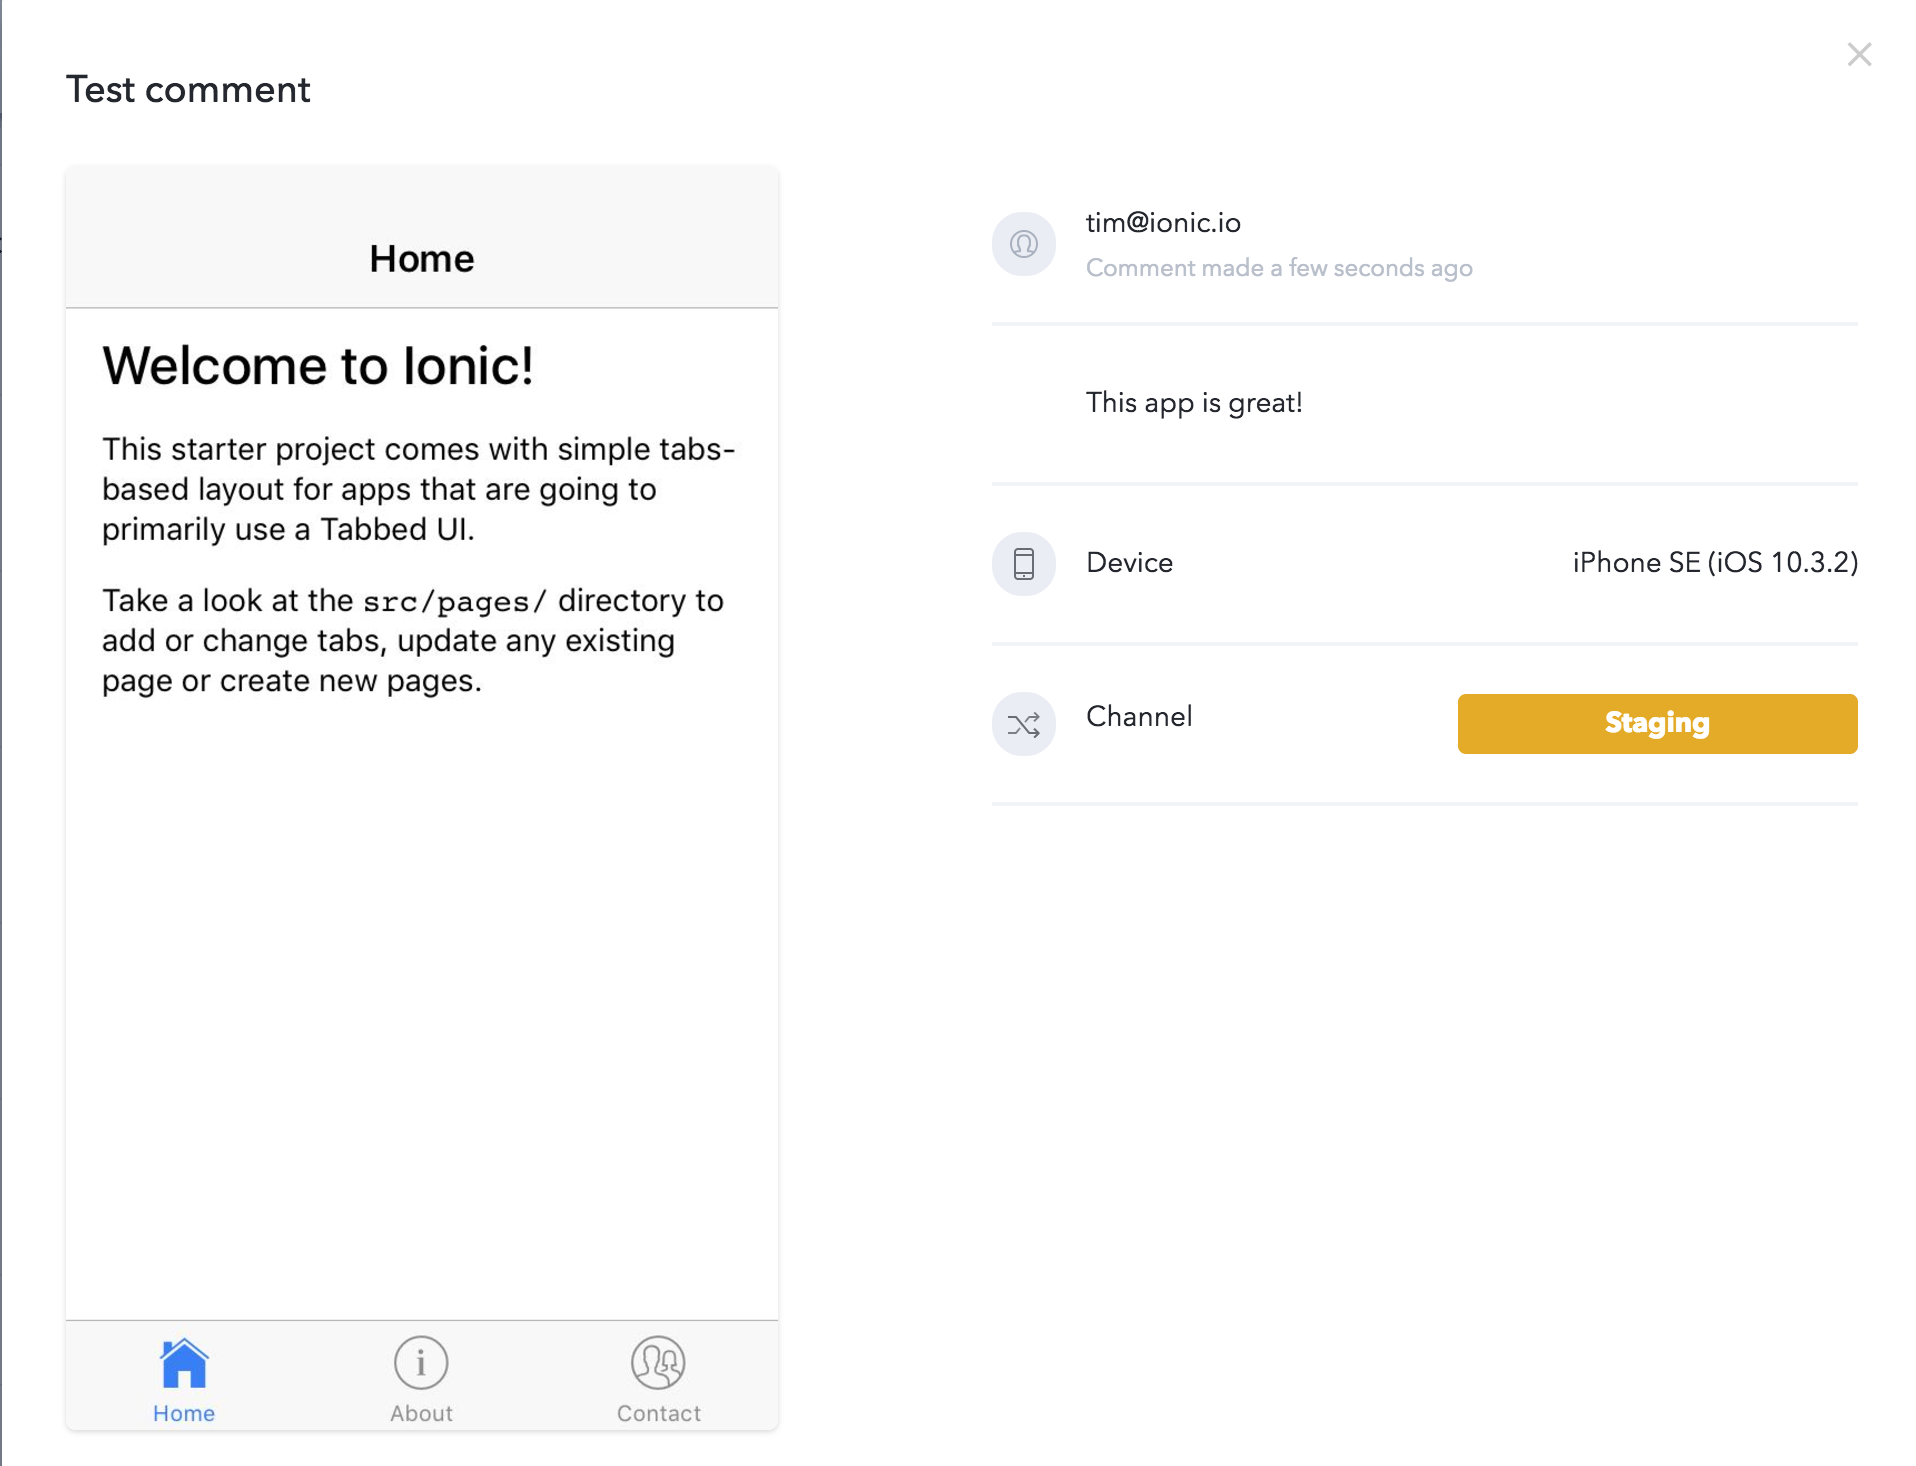 Test comment
Home
Welcome to Ionic!
This starter project comes with simple tabs-
based layout for apps that are going to
primarily use a Tabbed UI.
Take a look at the src/pages/ directory to
add or change tabs, update any existing
page or create new pages.
Home
About
Contact
tim@ionic.io
Comment made a few seconds ago
This app is great!
Device
iPhone SE (iOS 10.3.2)
Channel
Staging